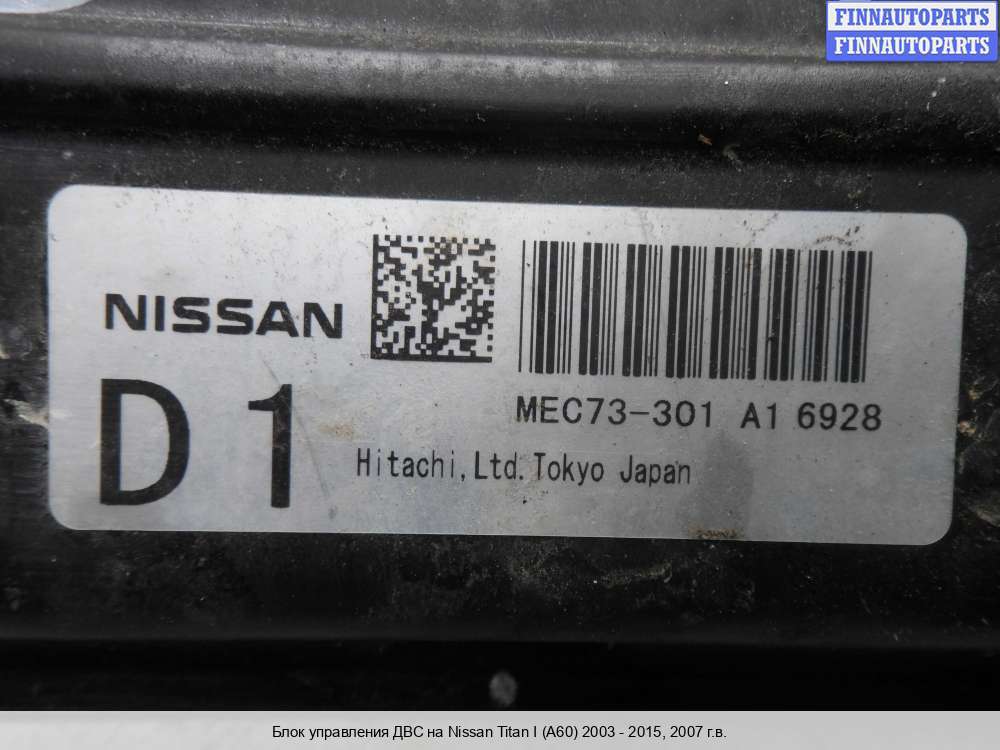 FINNAUTOPARTS
FINNAUTOPARTS
NISSAN
D1
MEC73-301 A1 6928
Hitachi,Ltd.Tokyo Japan
Блок управления ДВС на Nissan Titan I (A60) 2003 - 2015, 2007 г.в.